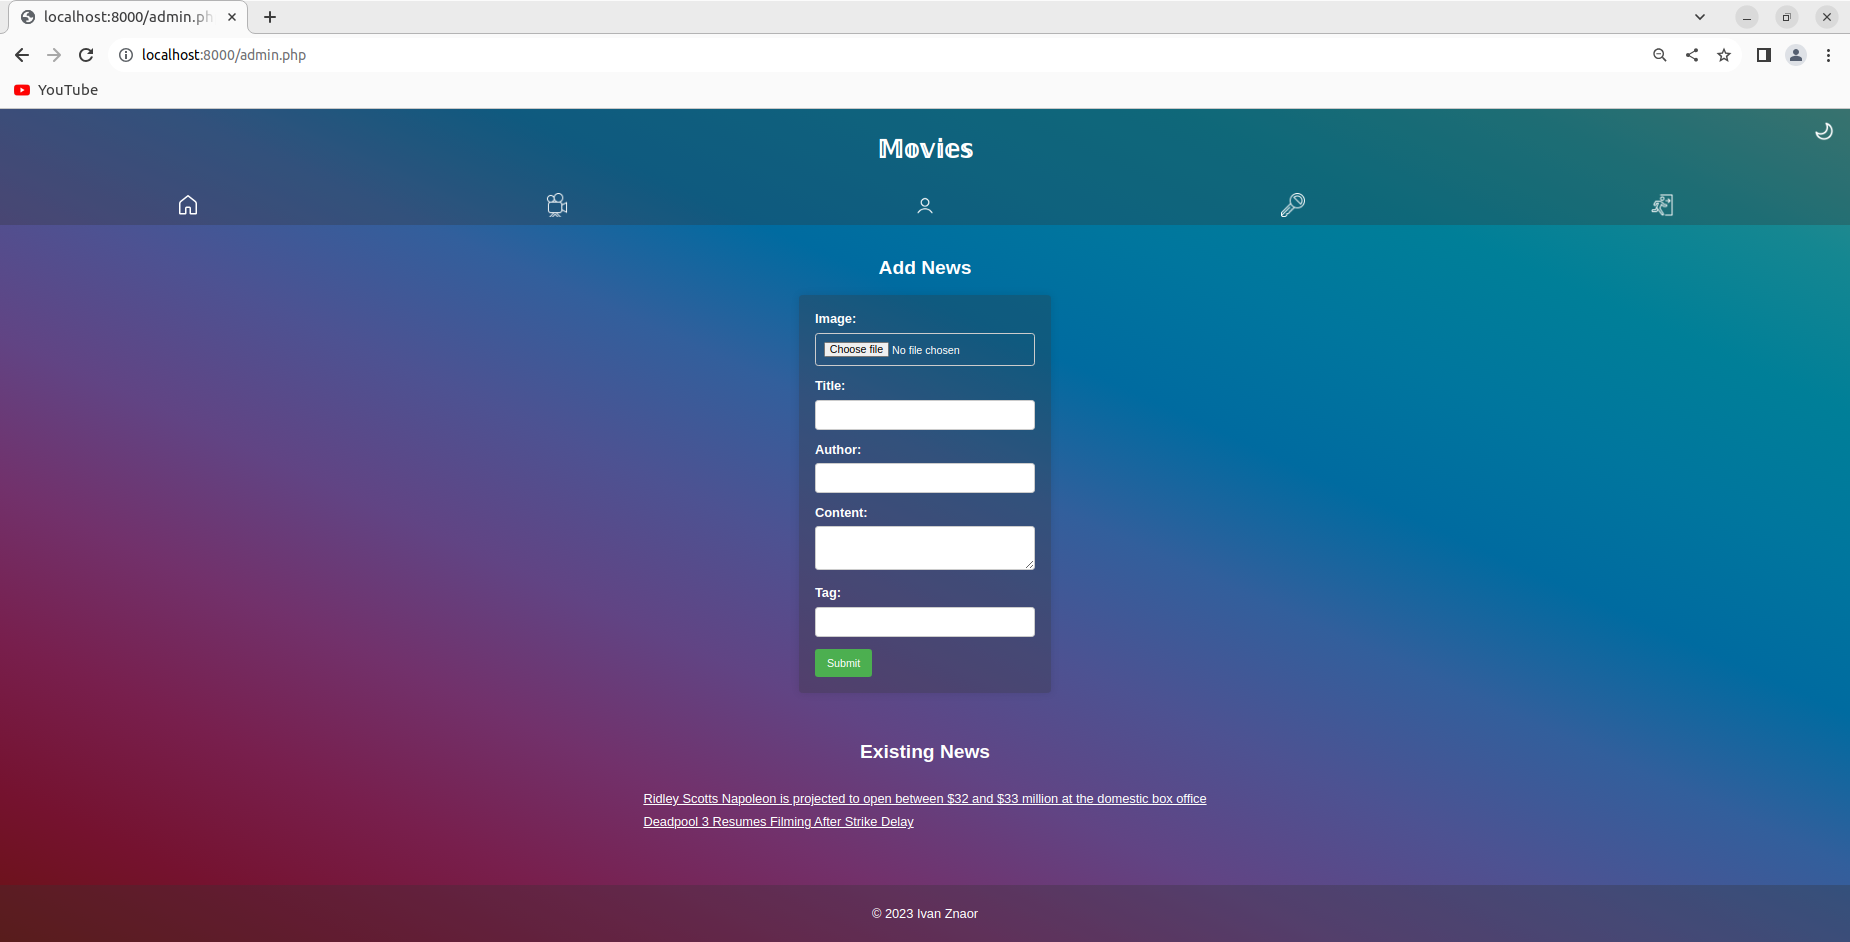 localhost:8000/admin.ph
localhost:8000/admin.php
YouTube
Movies
Add News
Image:
Choose file No file chosen
Title:
Author:
Content:
Tag:
Submit
Existing News
Ridley Scotts Napoleon is projected to open between $32 and $33 million at the domestic box office
Deadpool 3 Resumes Filming After Strike Delay
© 2023 Ivan Znaor